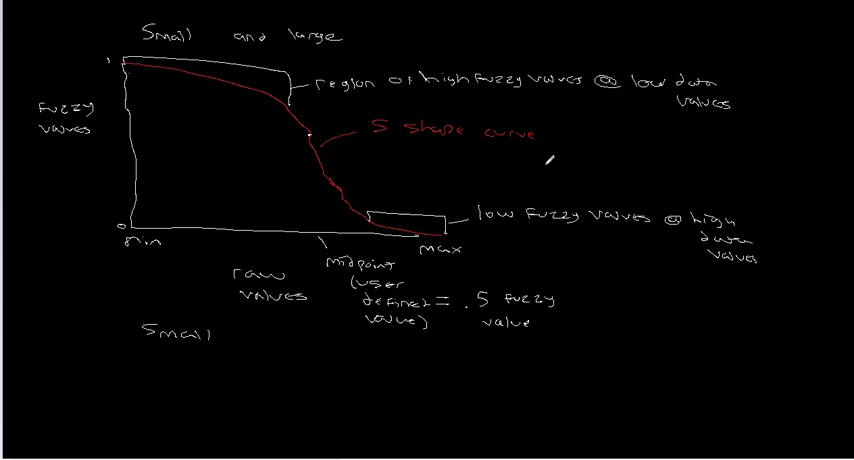 Small and large
1
region of high fuzzy values @ low data
values
fuzzy
values
S shape curve
low fuzzy values @ high
data
values
0
min
max
midpoint
(user
defined = .5 fuzzy
value) value
raw
values
Small